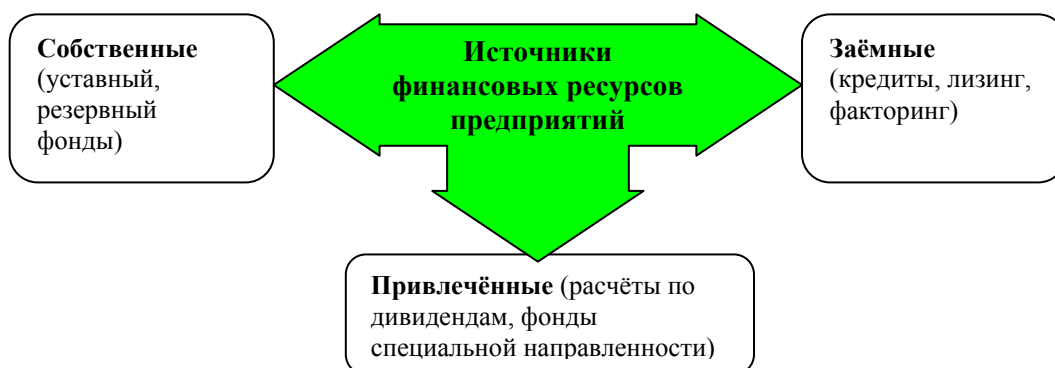 Собственные
(уставный,
резервный
фонды)
Источники
финансовых ресурсов
предприятий
Заёмные
(кредиты, лизинг,
факторинг)
Привлечённые (расчёты по
дивидендам, фонды
специальной направленности)